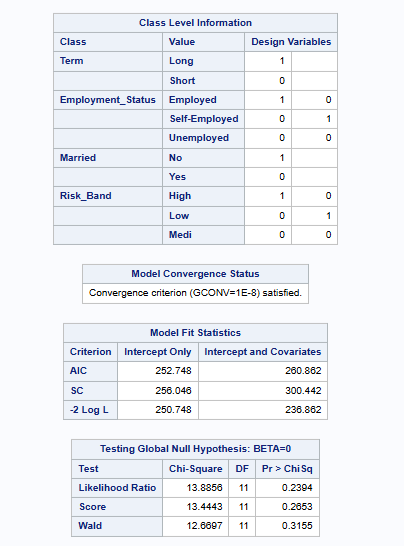 Class Level Information
Class Value Design Variables
Term Long 1
Short 0
Employment_Status Employed 1 0
Self-Employed 0 1
Unemployed 0 0
Married No 1
Yes 0
Risk_Band High 1 0
Low 0 1
Medi 0 0
Model Convergence Status
Convergence criterion (GCONV=1E-8) satisfied.
Model Fit Statistics
Criterion Intercept Only Intercept and Covariates
AIC 252.748 260.862
SC 256.046 300.442
-2 Log L 250.748 236.862
Testing Global Null Hypothesis: BETA=0
Test Chi-Square DF Pr > ChiSq
Likelihood Ratio 13.8856 11 0.2394
Score 13.4443 11 0.2653
Wald 12.6697 11 0.3155